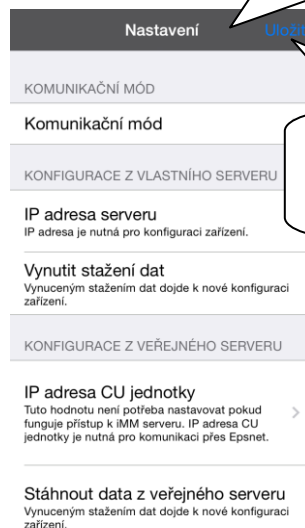 Nastavení
Uložit
KOMUNIKAČNÍ MÓD
Komunikační mód
KONFIGURACE Z VLASTNÍHO SERVERU
IP adresa serveru
IP adresa je nutná pro konfiguraci zařízení.
Vynutit stažení dat
Vynuceným stažením dat dojde k nové konfiguraci
zařízení.
KONFIGURACE Z VEŘEJNÉHO SERVERU
IP adresa CU jednotky
Tuto hodnotu není potřeba nastavovat pokud
funguje přístup k iMM serveru. IP adresa CU
jednotky je nutná pro komunikaci přes Epsnet.
Stáhnout data z veřejného serveru
Vynuceným stažením dat dojde k nové konfiguraci
zařízení.